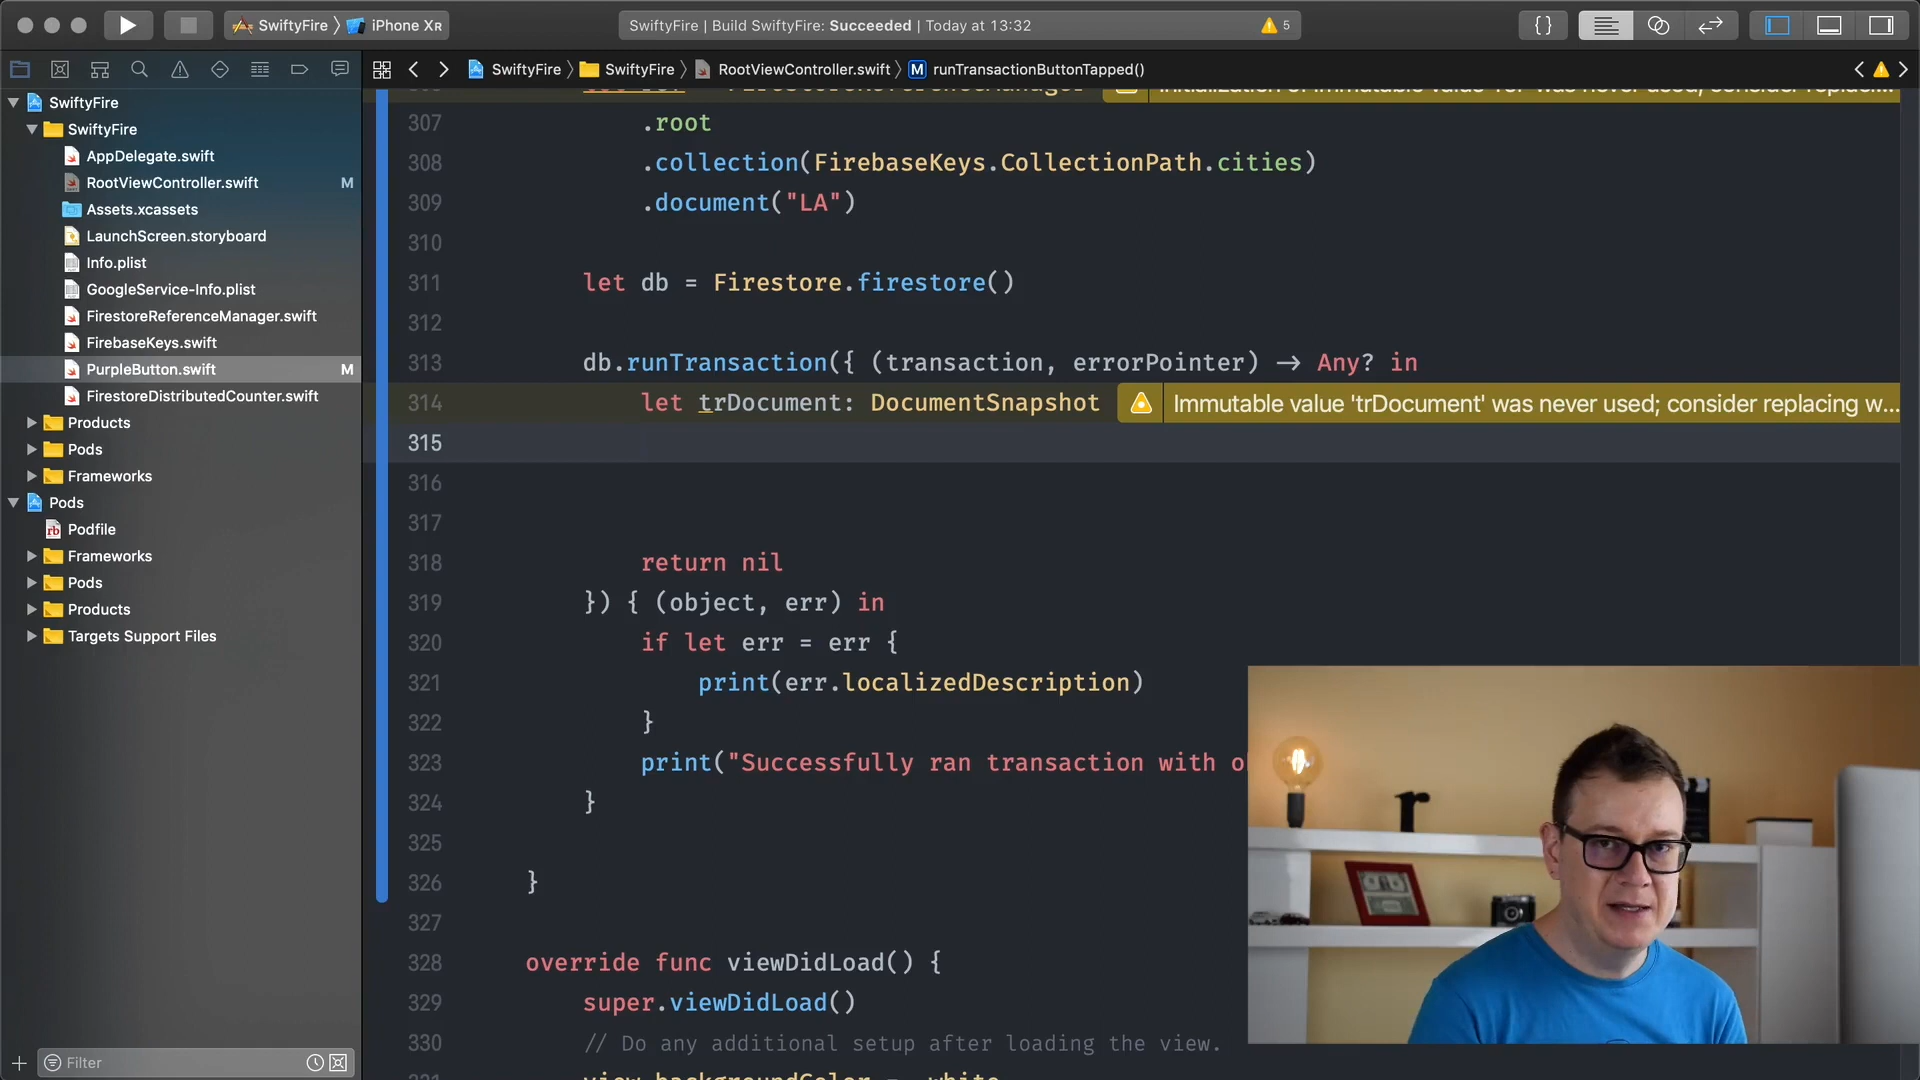 SwiftyFire
iPhone XR
SwiftyFire | Build SwiftyFire: Succeeded | Today at 13:32
5
SwiftyFire
SwiftyFire
RootViewController.swift
M
runTransactionButtonTapped()
SwiftyFire
SwiftyFire
AppDelegate.swift
RootViewController.swift M
Assets.xcassets
LaunchScreen.storyboard
Info.plist
GoogleService-Info.plist
FirestoreReferenceManager.swift
FirebaseKeys.swift
PurpleButton.swift M
FirestoreDistributedCounter.swift
Products
Pods
Frameworks
Pods
rb Podfile
Frameworks
Pods
Products
Targets Support Files
Filter
307 .root
308 .collection(FirebaseKeys.CollectionPath.cities)
309 .document("LA")
310
311 let db = Firestore.firestore()
312
313 db.runTransaction({ (transaction, errorPointer) -> Any? in
314 let trDocument: DocumentSnapshot Immutable value 'trDocument' was never used; consider replacing w...
315
316
317
318 return nil
319 }) { (object, err) in
320 if let err = err {
321 print(err.localizedDescription)
322 }
323 print("Successfully ran transaction with
324 }
325
326 }
327
328 override func viewDidLoad() {
329 super.viewDidLoad()
330 // Do any additional setup after loading the view.